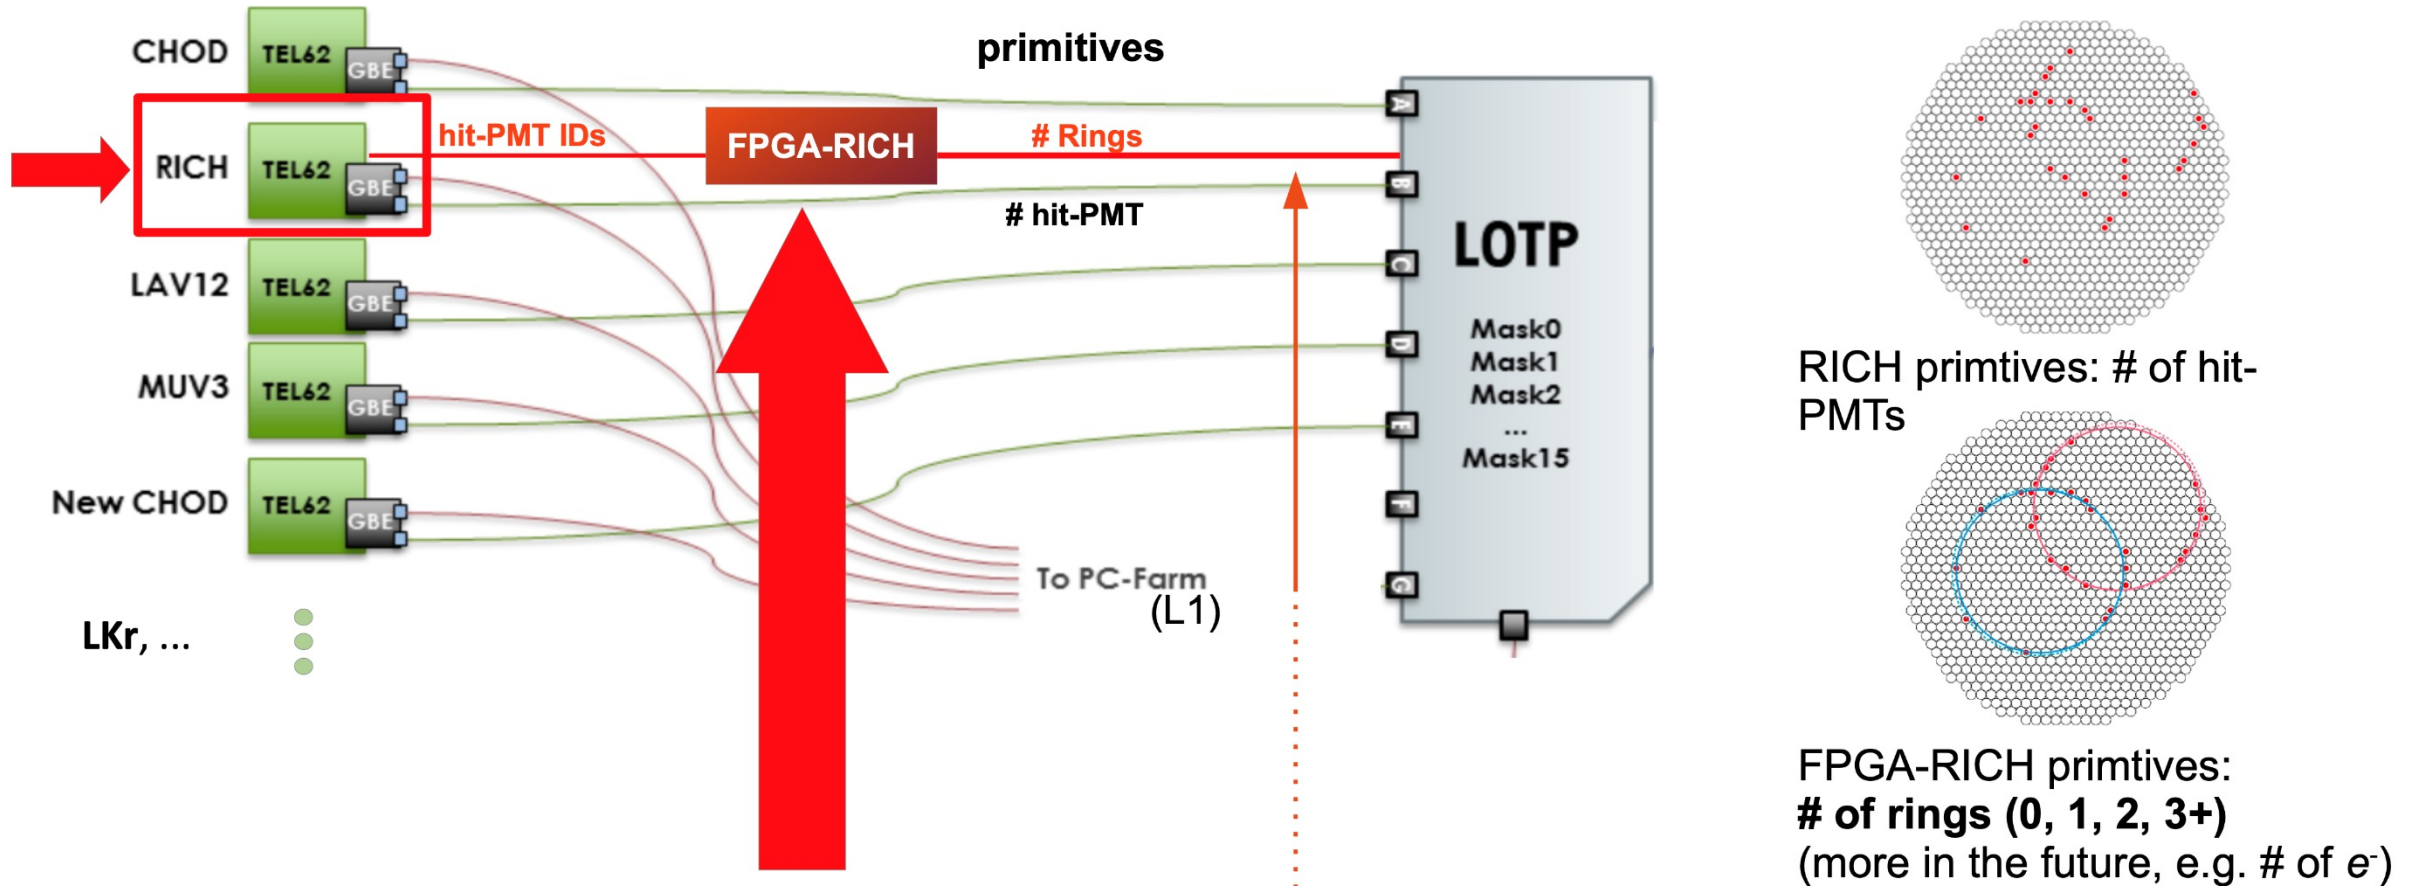 CHOD
TEL62
GBE
primitives
A
RICH
TEL62
GBE
hit-PMT IDs
FPGA-RICH
# Rings
B
# hit-PMT
LAV12
TEL62
GBE
C
L0TP
MUV3
TEL62
GBE
D
Mask0
Mask1
Mask2
...
Mask15
E
New CHOD
TEL62
GBE
F
To PC-Farm
(L1)
G
LKr, ...
RICH primtives: # of hit-
PMTs
FPGA-RICH primtives:
# of rings (0, 1, 2, 3+)
(more in the future, e.g. # of e-)